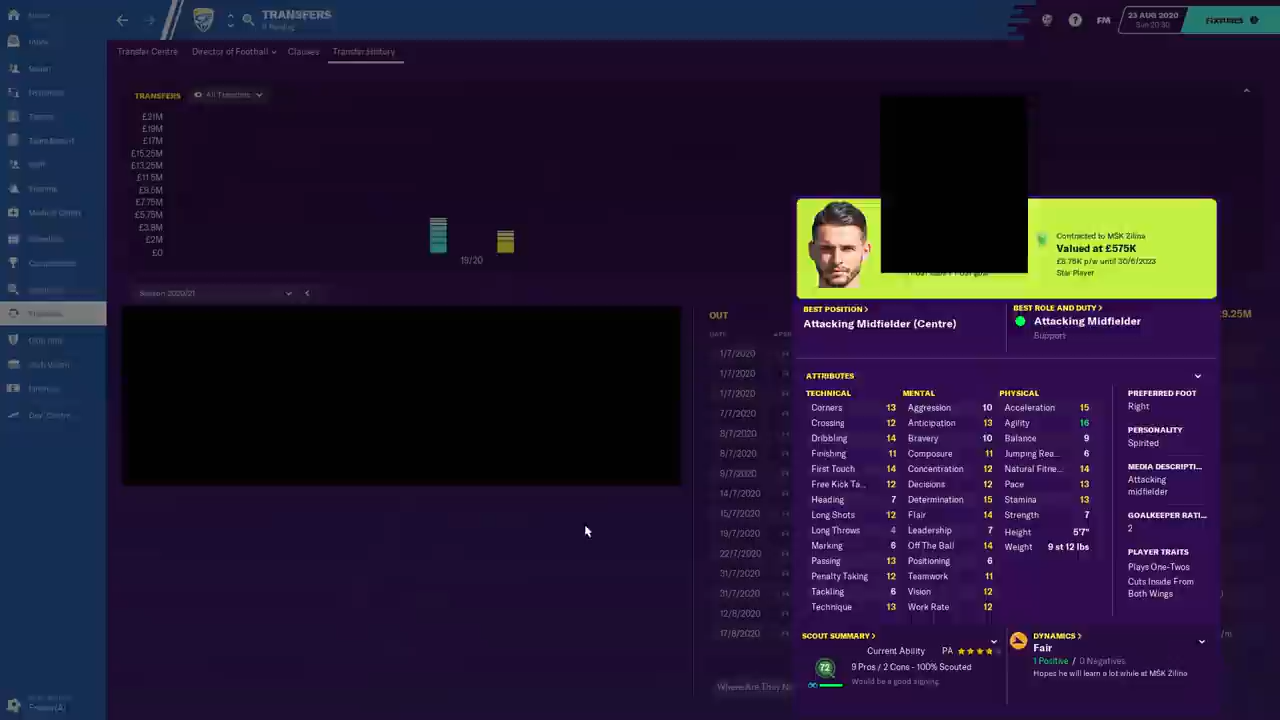 TRANSFERS
23 AUG 2020
Sun 20:30
FM
FIXTURES
Transfer Centre
Director of Football
Clauses
Transfer History
TRANSFERS
All Transfers
£21M
£19M
£17M
£15.25M
£13.25M
£11.5M
£9.5M
£7.75M
£5.75M
£3.8M
£2M
£0
19/20
Season 2020/21
OUT
DATE
1/7/2020
1/7/2020
1/7/2020
7/7/2020
8/7/2020
8/7/2020
9/7/2020
14/7/2020
15/7/2020
19/7/2020
22/7/2020
31/7/2020
31/7/2020
12/8/2020
17/8/2020
Contracted to MŠK Žilina
Valued at £575K
£8.75K p/w until 30/6/2023
Star Player
BEST POSITION
Attacking Midfielder (Centre)
BEST ROLE AND DUTY
Attacking Midfielder
Support
ATTRIBUTES
TECHNICAL
Corners 13
Crossing 12
Dribbling 14
Finishing 11
First Touch 14
Free Kick Ta... 12
Heading 7
Long Shots 12
Long Throws 4
Marking 6
Passing 13
Penalty Taking 12
Tackling 6
Technique 13
MENTAL
Aggression 10
Anticipation 13
Bravery 10
Composure 11
Concentration 12
Decisions 12
Determination 15
Flair 14
Leadership 7
Off The Ball 14
Positioning 6
Teamwork 11
Vision 12
Work Rate 12
PHYSICAL
Acceleration 15
Agility 16
Balance 9
Jumping Rea... 6
Natural Fitne... 14
Pace 13
Stamina 13
Strength 7
Height 5'7"
Weight 9 st 12 lbs
PREFERRED FOOT
Right
PERSONALITY
Spirited
MEDIA DESCRIPTI...
Attacking
midfielder
GOALKEEPER RATI...
2
PLAYER TRAITS
Plays One-Twos
Cuts Inside From
Both Wings
SCOUT SUMMARY
Current Ability
PA
72
9 Pros / 2 Cons - 100% Scouted
Would be a good signing
DYNAMICS
Fair
1 Positive / 0 Negatives
Hopes he will learn a lot while at MŠK Žilina